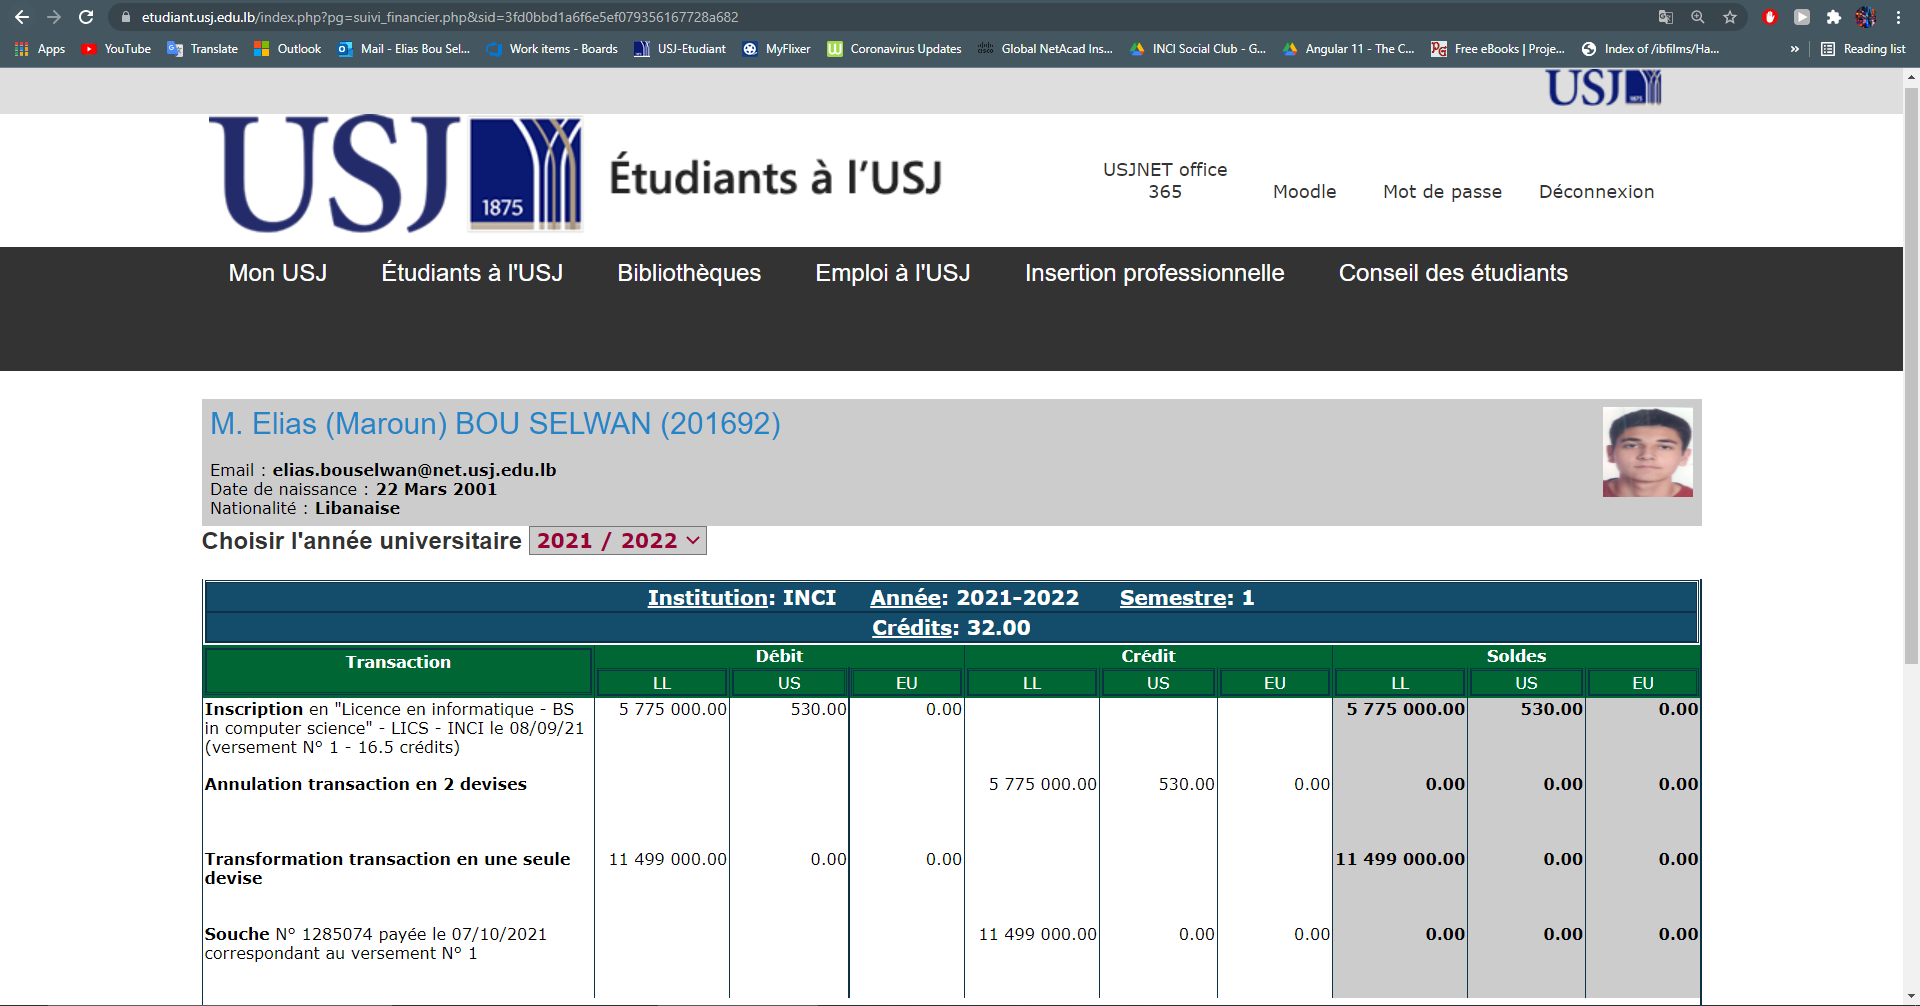 etudiant.usj.edu.lb/index.php?pg=suivi_financier.php&sid=3fd0bbd1a6f6e5ef079356167728a682
Apps YouTube Translate Outlook Mail - Elias Bou Sel... Work items - Boards USJ-Etudiant MyFlixer Coronavirus Updates Global NetAcad Ins... INCI Social Club - G... Angular 11 - The C... Free eBooks | Proje... Index of /ibfilms/Ha... » Reading list
USJ 1875
USJ 1875 Étudiants à l'USJ
USJNET office
365 Moodle Mot de passe Déconnexion
Mon USJ Étudiants à l'USJ Bibliothèques Emploi à l'USJ Insertion professionnelle Conseil des étudiants
M. Elias (Maroun) BOU SELWAN (201692)
Email : elias.bouselwan@net.usj.edu.lb
Date de naissance : 22 Mars 2001
Nationalité : Libanaise
Choisir l'année universitaire 2021 / 2022
Institution: INCI Année: 2021-2022 Semestre: 1
Crédits: 32.00
Transaction Débit Crédit Soldes
LL US EU LL US EU LL US EU
Inscription en "Licence en informatique - BS 5 775 000.00 530.00 0.00 5 775 000.00 530.00 0.00
in computer science" - LICS - INCI le 08/09/21
(versement N° 1 - 16.5 crédits)
Annulation transaction en 2 devises 5 775 000.00 530.00 0.00 0.00 0.00 0.00
Transformation transaction en une seule 11 499 000.00 0.00 0.00 11 499 000.00 0.00 0.00
devise
Souche N° 1285074 payée le 07/10/2021 11 499 000.00 0.00 0.00 0.00 0.00 0.00
correspondant au versement N° 1